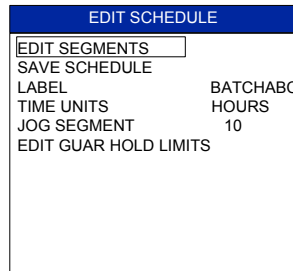 EDIT SCHEDULE
EDIT SEGMENTS
SAVE SCHEDULE
LABEL BATCHABC
TIME UNITS HOURS
JOG SEGMENT 10
EDIT GUAR HOLD LIMITS